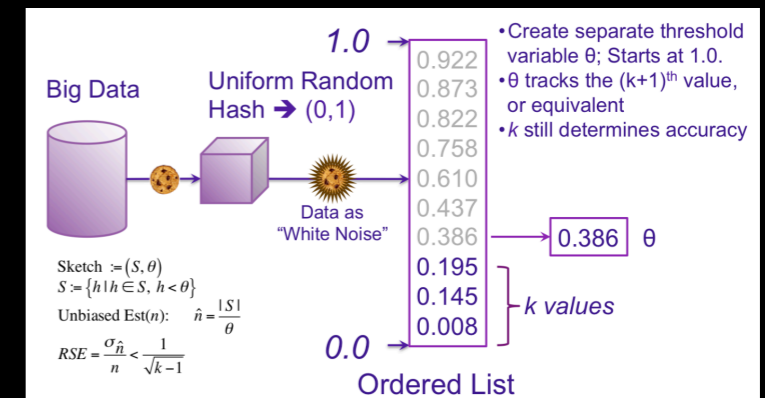 1.0
Big Data
Uniform Random
Hash ➔ (0,1)
Data as
“White Noise”
0.922
0.873
0.822
0.758
0.610
0.437
0.386
0.195
0.145
0.008
0.0
Ordered List
•Create separate threshold
variable θ; Starts at 1.0.
•θ tracks the (k+1)th value,
or equivalent
•k still determines accuracy
0.386 θ
k values
Sketch := (S, θ)
S := {h | h ∈ S, h < θ}
Unbiased Est(n): n̂ = |S| / θ
RSE = σn̂ / n < 1 / √k − 1